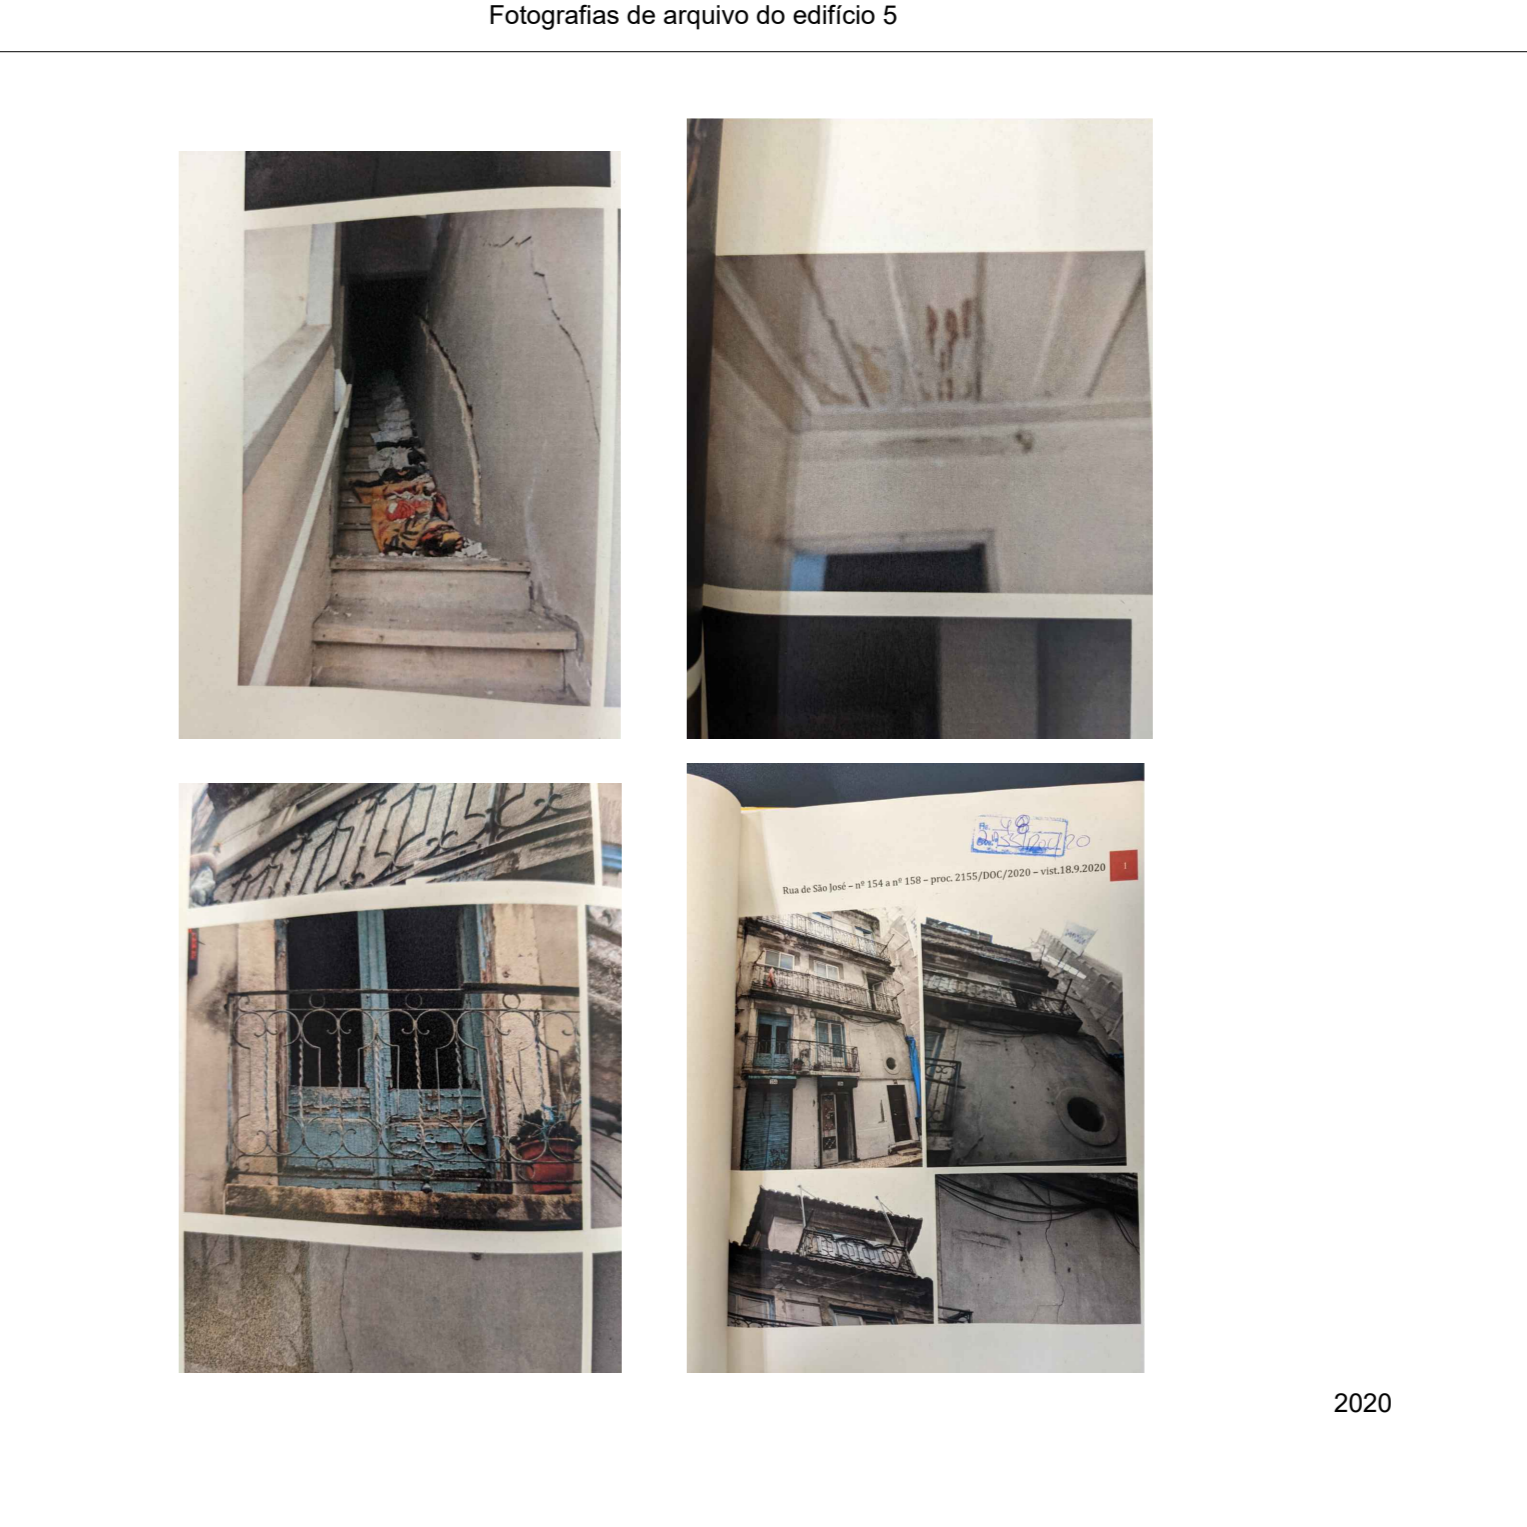 Fotografias de arquivo do edifício 5
Rua de São José – nº 154 a nº 158 – proc. 2155/DOC/2020 – vist.18.9.2020
1
2020